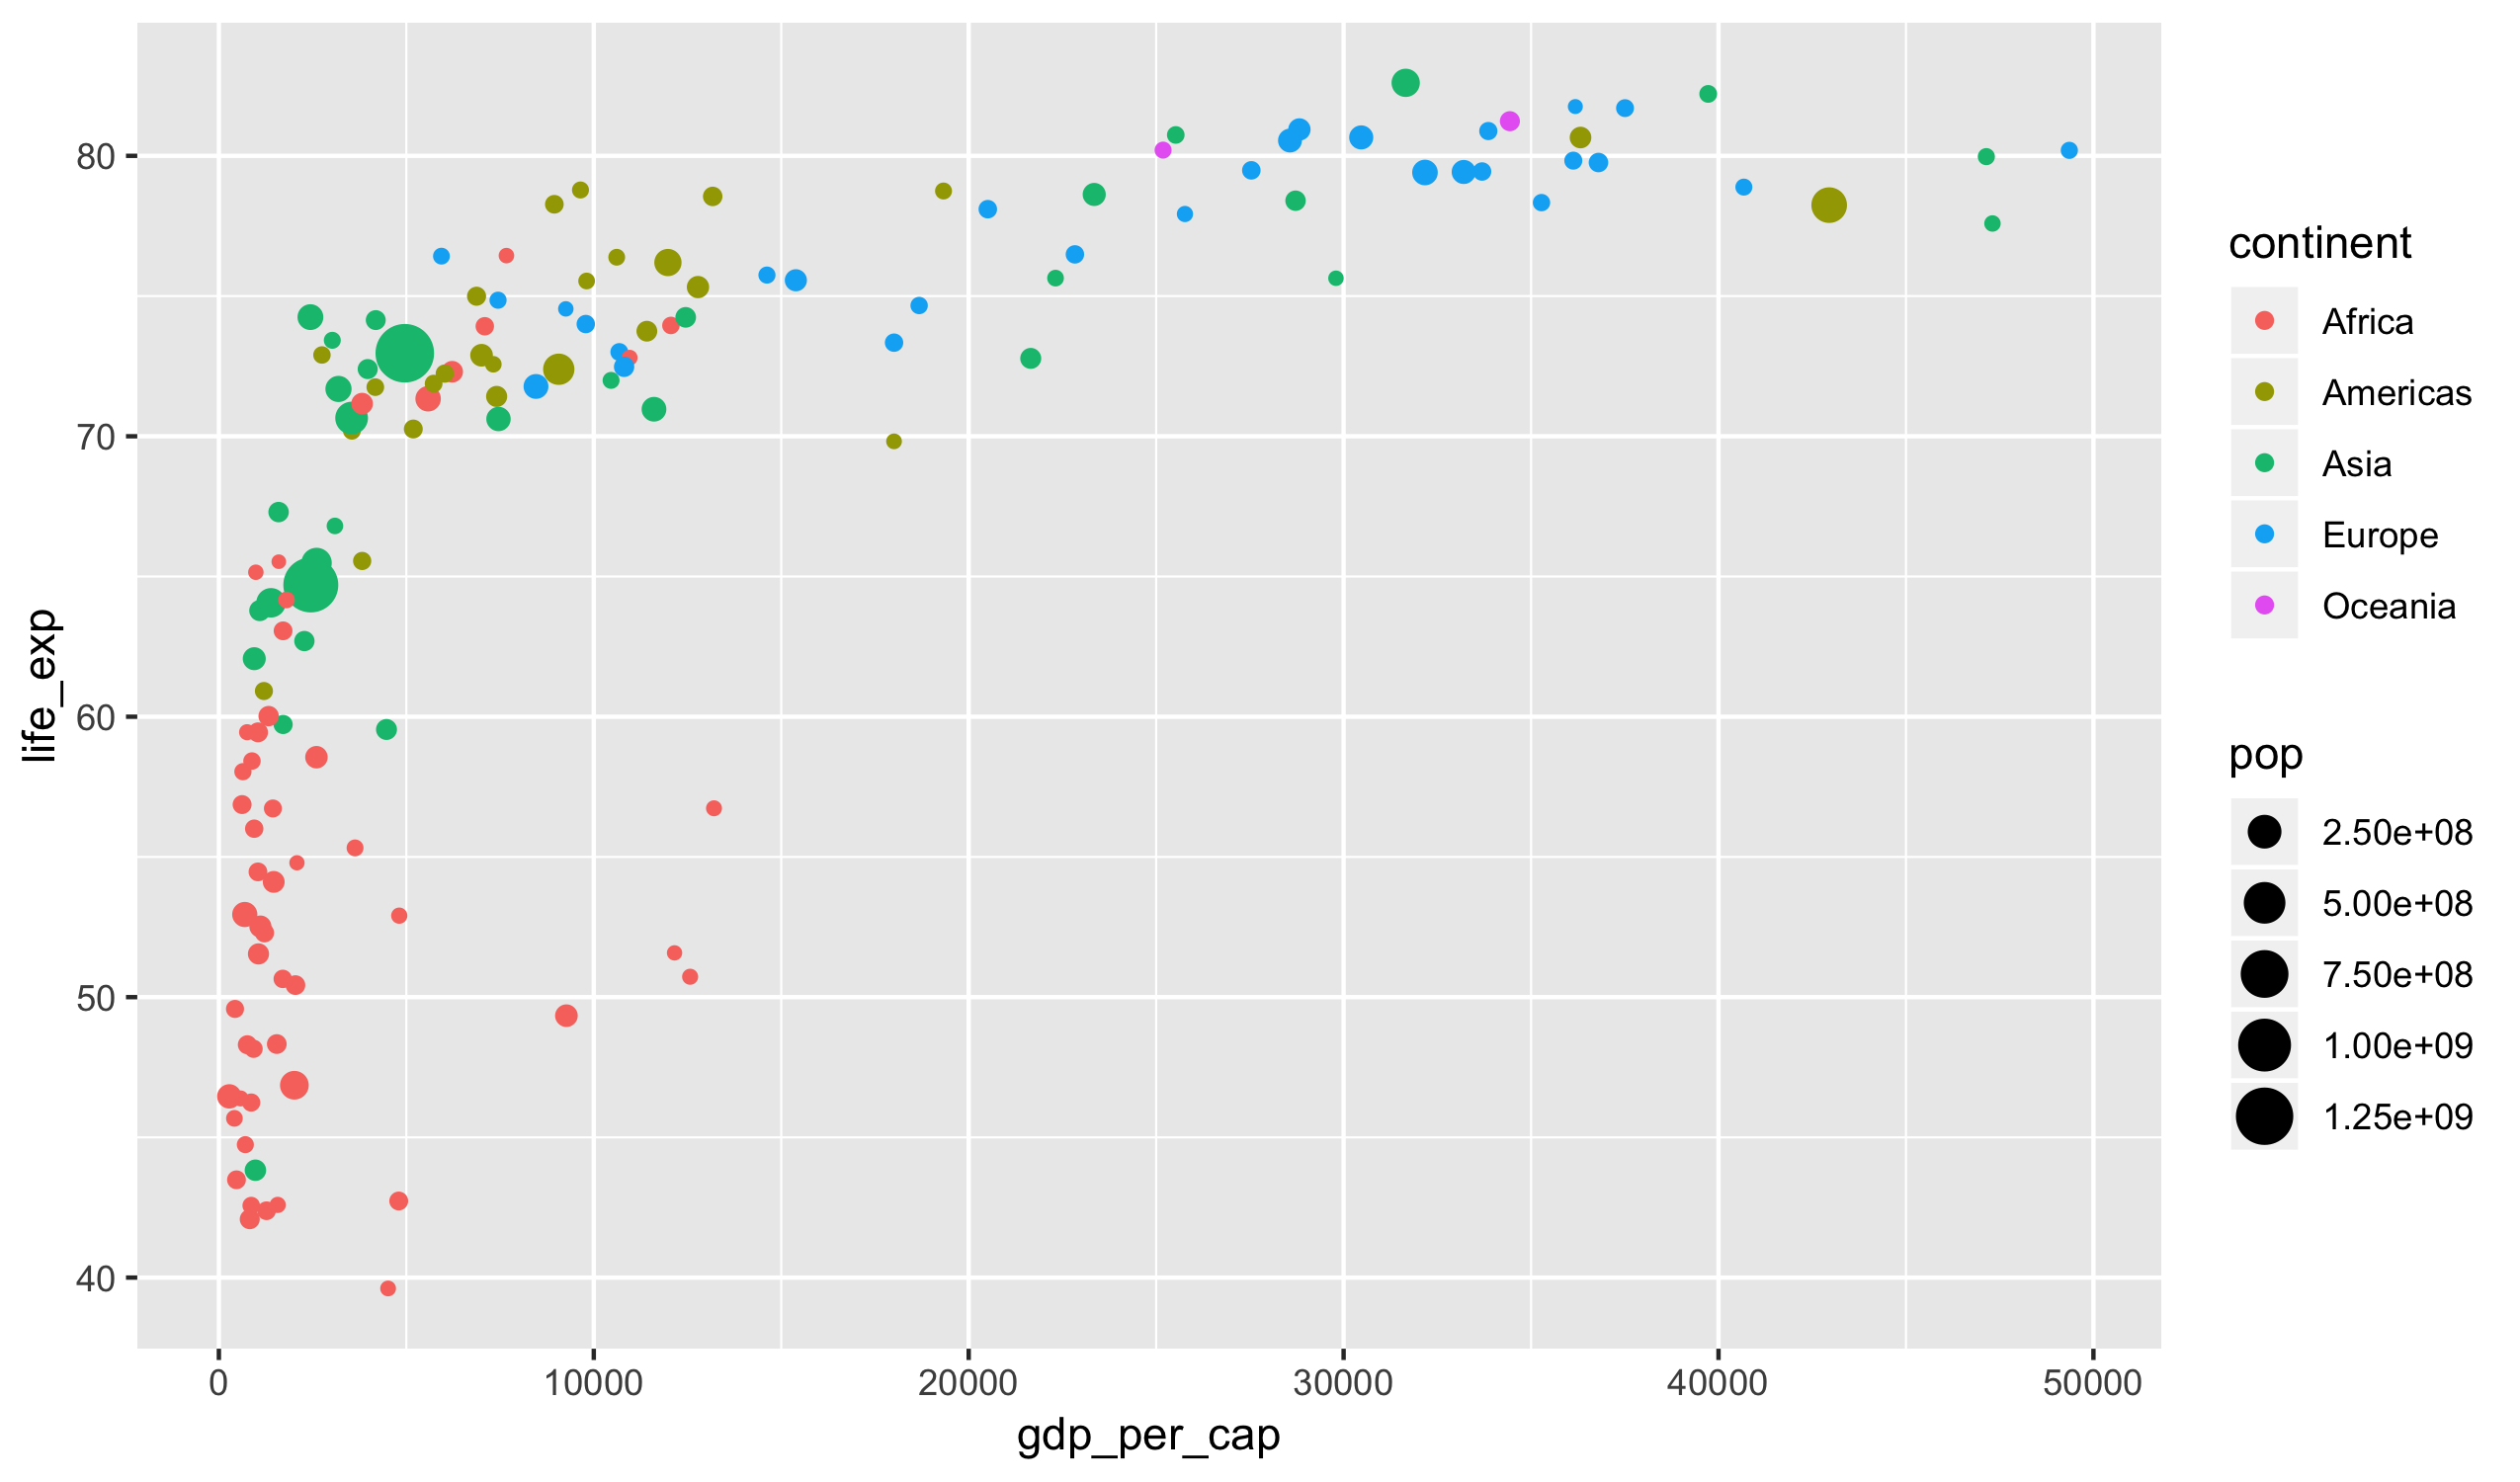 life_exp
80
70
60
50
40
0 10000 20000 30000 40000 50000
gdp_per_cap
continent
Africa
Americas
Asia
Europe
Oceania
pop
2.50e+08
5.00e+08
7.50e+08
1.00e+09
1.25e+09